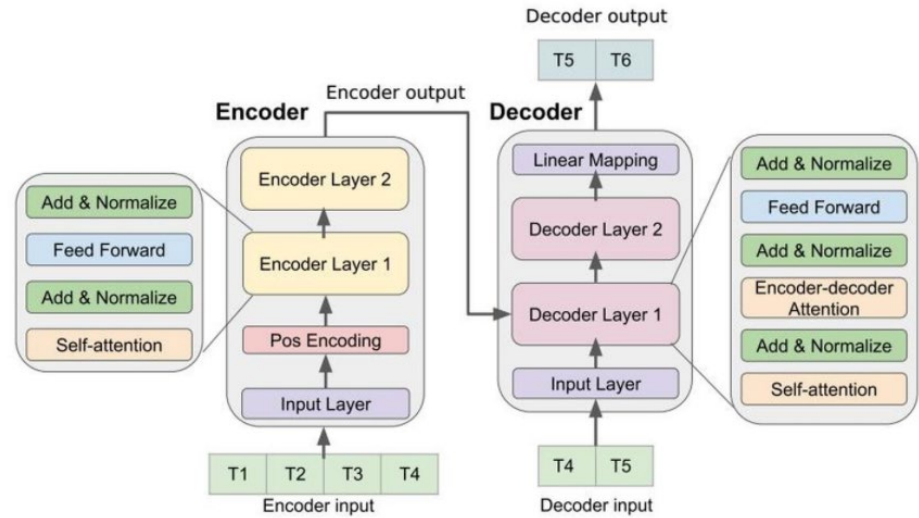 Decoder output
T5 T6
Encoder output
Encoder
Decoder
Add & Normalize
Feed Forward
Add & Normalize
Self-attention
Encoder Layer 2
Encoder Layer 1
Pos Encoding
Input Layer
T1 T2 T3 T4
Encoder input
Linear Mapping
Decoder Layer 2
Decoder Layer 1
Input Layer
T4 T5
Decoder input
Add & Normalize
Feed Forward
Add & Normalize
Encoder-decoder
Attention
Add & Normalize
Self-attention